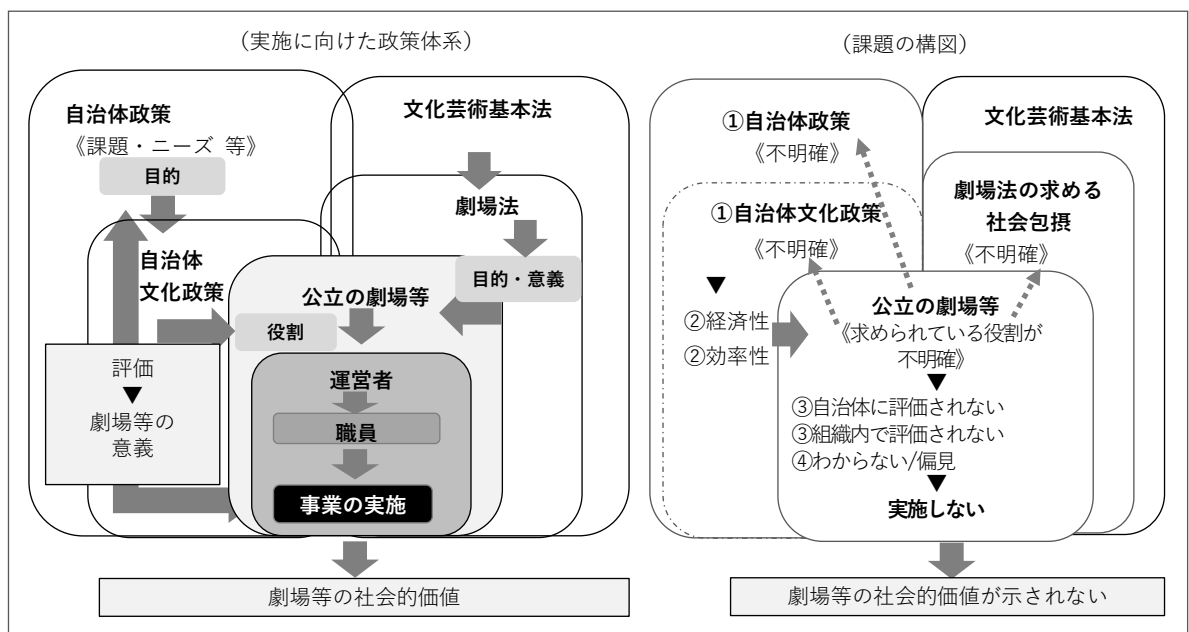 （実施に向けた政策体系）
自治体政策
《課題・ニーズ 等》
目的
文化芸術基本法
劇場法
目的・意義
自治体
文化政策
公立の劇場等
役割
評価
▼
劇場等の
意義
運営者
職員
事業の実施
劇場等の社会的価値
（課題の構図）
①自治体政策
《不明確》
文化芸術基本法
①自治体文化政策
《不明確》
劇場法の求める
社会包摂
《不明確》
▼
②経済性
②効率性
公立の劇場等
《求められている役割が
不明確》
▼
③自治体に評価されない
③組織内で評価されない
④わからない/偏見
▼
実施しない
劇場等の社会的価値が示されない